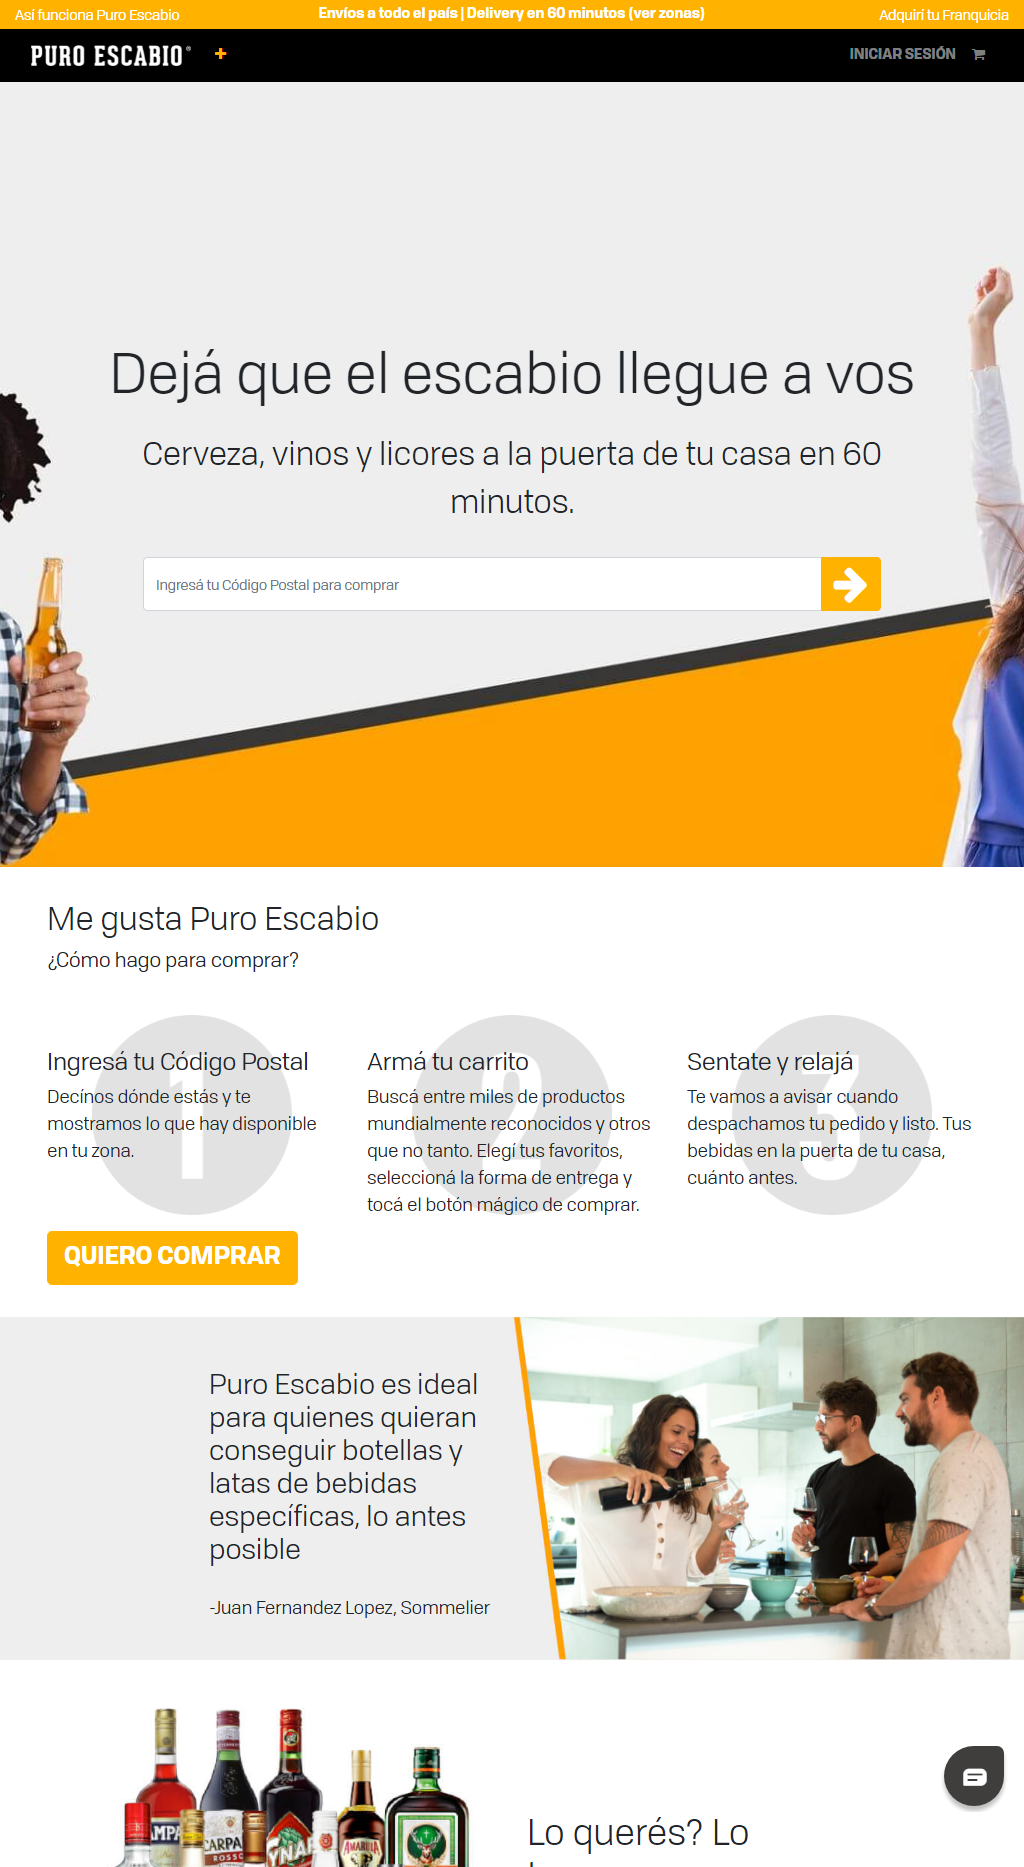 Así funciona Puro Escabio
Envíos a todo el país | Delivery en 60 minutos (ver zonas)
Adquirí tu Franquicia
PURO ESCABIO®
+
INICIAR SESIÓN
Dejá que el escabio llegue a vos
Cerveza, vinos y licores a la puerta de tu casa en 60
minutos.
Ingresá tu Código Postal para comprar
Me gusta Puro Escabio
¿Cómo hago para comprar?
1
Ingresá tu Código Postal
Decínos dónde estás y te
mostramos lo que hay disponible
en tu zona.
2
Armá tu carrito
Buscá entre miles de productos
mundialmente reconocidos y otros
que no tanto. Elegí tus favoritos,
seleccioná la forma de entrega y
tocá el botón mágico de comprar.
3
Sentate y relajá
Te vamos a avisar cuando
despachamos tu pedido y listo. Tus
bebidas en la puerta de tu casa,
cuánto antes.
QUIERO COMPRAR
Puro Escabio es ideal
para quienes quieran
conseguir botellas y
latas de bebidas
específicas, lo antes
posible
-Juan Fernandez Lopez, Sommelier
CARPA
ROSSO
AMARULA
Lo querés? Lo